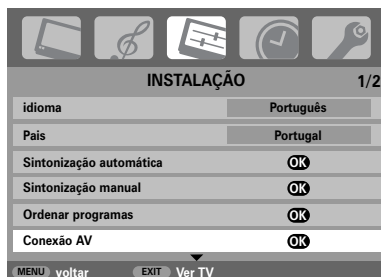 INSTALAÇÃO 1/2
idioma Português
Pais Portugal
Sintonização automática OK
Sintonização manual OK
Ordenar programas OK
Conexão AV OK
MENU voltar EXIT Ver TV